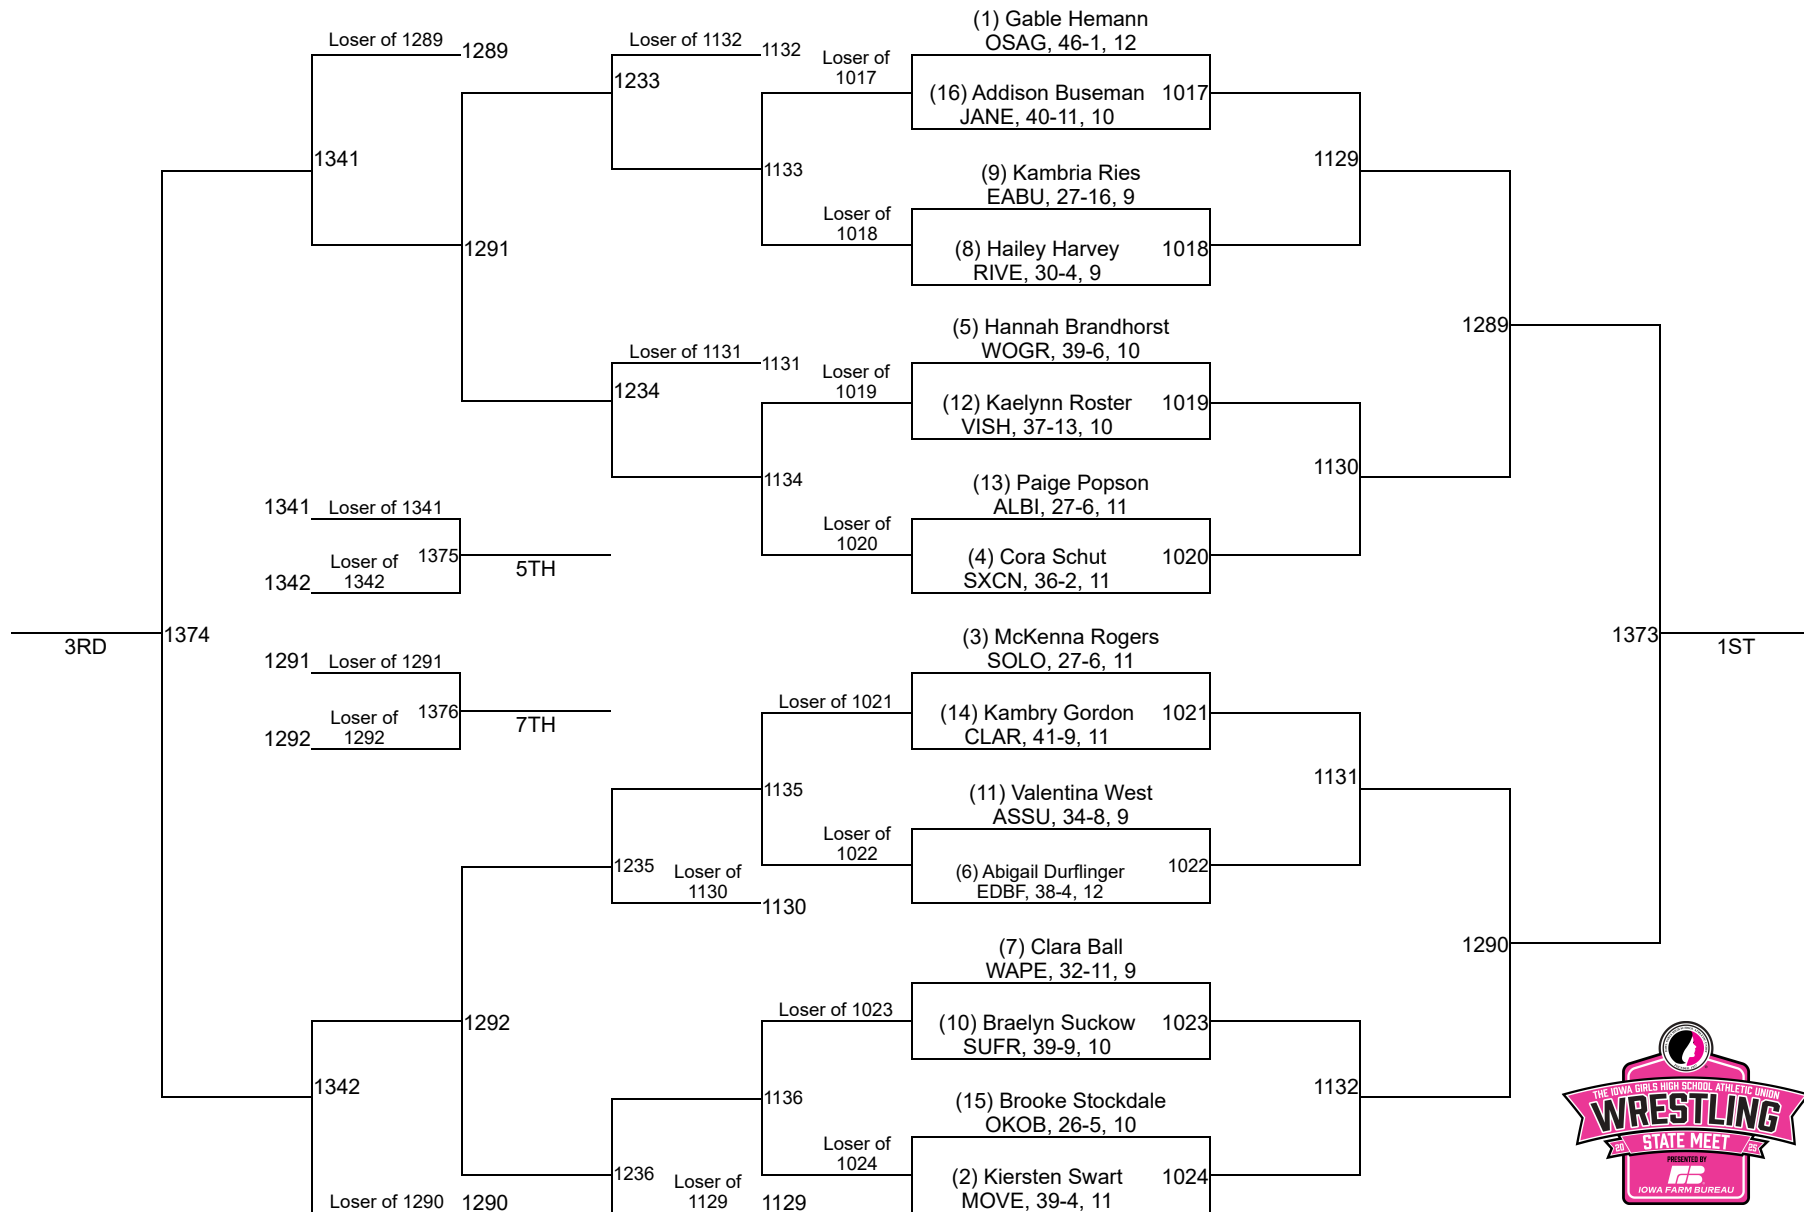 (1) Gable Hemann
OSAG, 46-1, 12
Loser of 1289
1289
Loser of 1132
1132
Loser of
1017
1233
(16) Addison Buseman
JANE, 40-11, 10
1017
1341
1133
1129
(9) Kambria Ries
EABU, 27-16, 9
Loser of
1018
1291
(8) Hailey Harvey
RIVE, 30-4, 9
1018
(5) Hannah Brandhorst
WOGR, 39-6, 10
1289
Loser of 1131
1131
Loser of
1019
1234
(12) Kaelynn Roster
VISH, 37-13, 10
1019
1134
1130
(13) Paige Popson
ALBI, 27-6, 11
1341
Loser of 1341
Loser of
1020
1375
5TH
Loser of
1342
1342
(4) Cora Schut
SXCN, 36-2, 11
1020
3RD
1374
(3) McKenna Rogers
SOLO, 27-6, 11
1373
1ST
1291
Loser of 1291
Loser of 1021
1376
7TH
Loser of
1292
1292
(14) Kambry Gordon
CLAR, 41-9, 11
1021
1135
1131
(11) Valentina West
ASSU, 34-8, 9
Loser of
1022
1235
Loser of
1130
1130
(6) Abigail Durflinger
EDBF, 38-4, 12
1022
(7) Clara Ball
WAPE, 32-11, 9
1290
Loser of 1023
1292
(10) Braelyn Suckow
SUFR, 39-9, 10
1023
1342
1136
1132
(15) Brooke Stockdale
OKOB, 26-5, 10
Loser of
1024
1236
Loser of
1129
1129
(2) Kiersten Swart
MOVE, 39-4, 11
1024
Loser of 1290
1290
THE IOWA GIRLS HIGH SCHOOL ATHLETIC UNION
WRESTLING
20 STATE MEET 25
PRESENTED BY
FB
IOWA FARM BUREAU